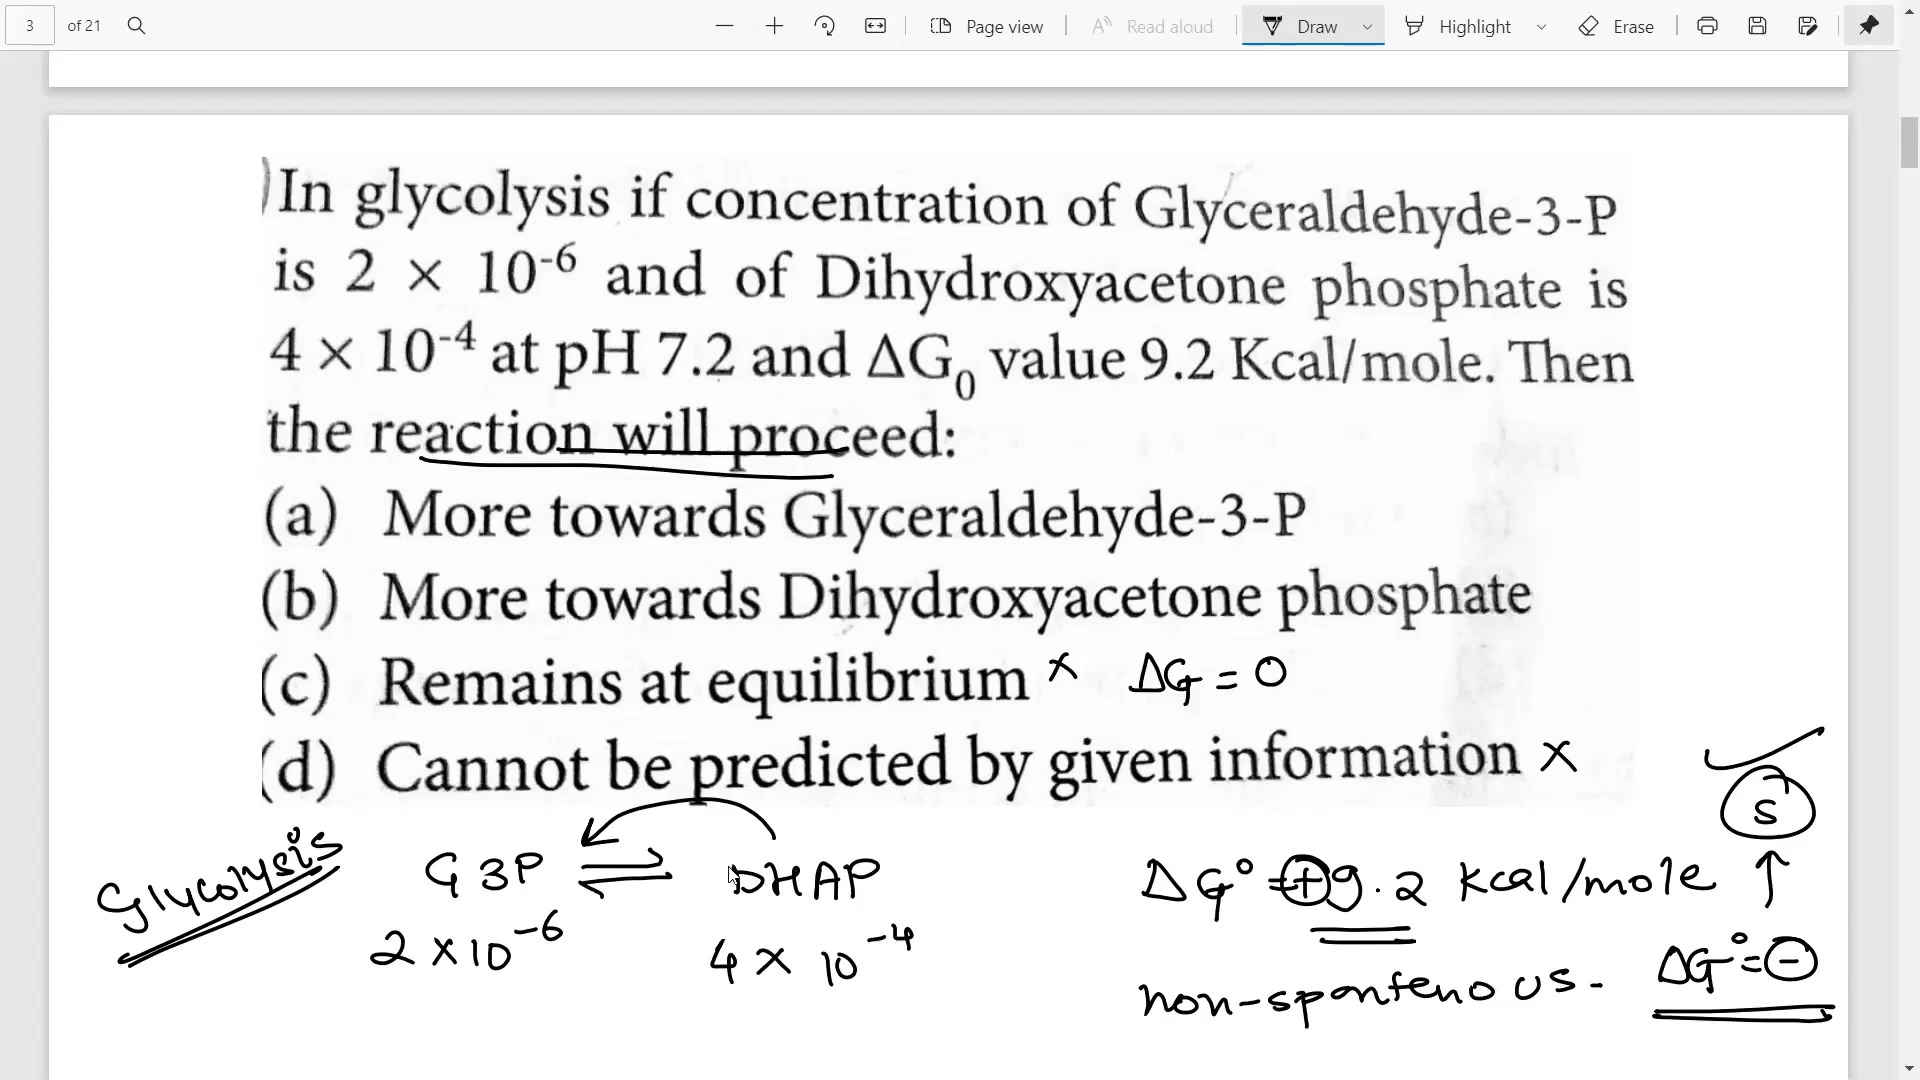 3 of 21 Page view Read aloud Draw Highlight Erase
In glycolysis if concentration of Glyceraldehyde-3-P
is 2 × 10⁻⁶ and of Dihydroxyacetone phosphate is
4 × 10⁻⁴ at pH 7.2 and ΔG₀ value 9.2 Kcal/mole. Then
the reaction will proceed:
(a) More towards Glyceraldehyde-3-P
(b) More towards Dihydroxyacetone phosphate
(c) Remains at equilibrium × ΔG = 0
(d) Cannot be predicted by given information ×
S
Glycolysis G3P ⇌ DHAP ΔG° = +9.2 kcal/mole ↑
2 × 10⁻⁶ 4 × 10⁻⁴ ΔG° = −
non-spontenous.